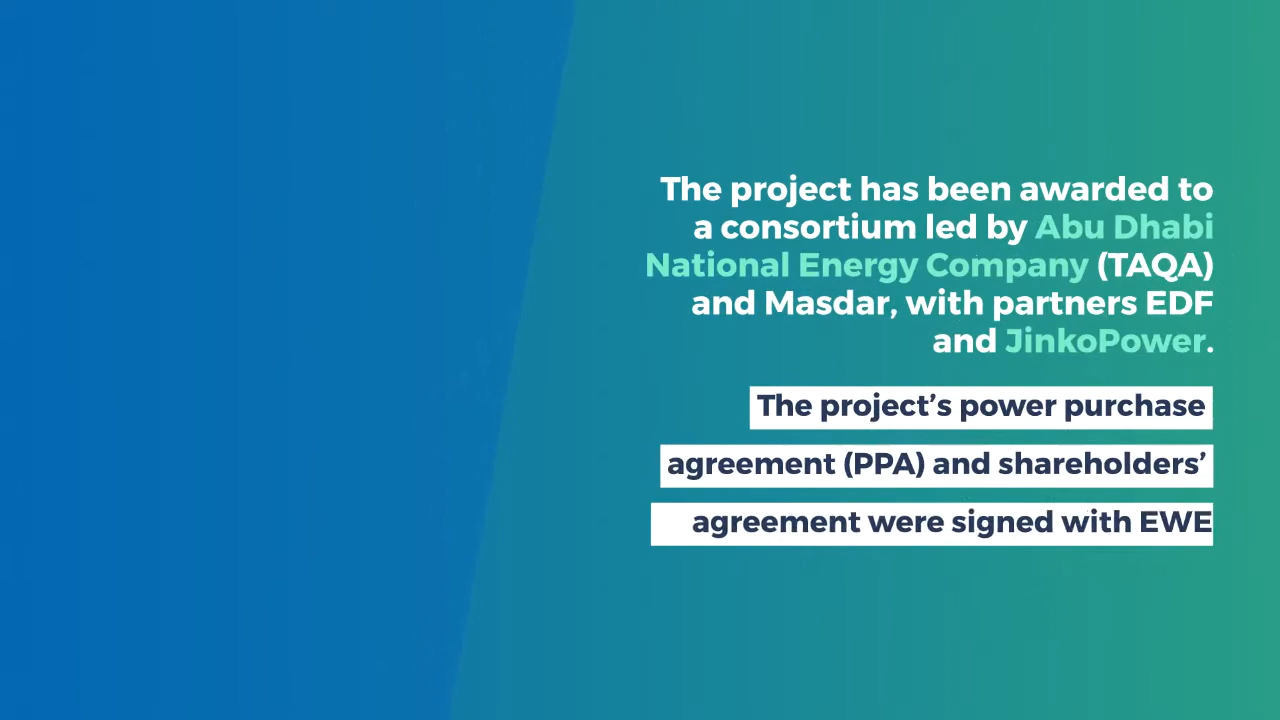 The project has been awarded to
a consortium led by Abu Dhabi
National Energy Company (TAQA)
and Masdar, with partners EDF
and JinkoPower.
The project’s power purchase
agreement (PPA) and shareholders’
agreement were signed with EWE